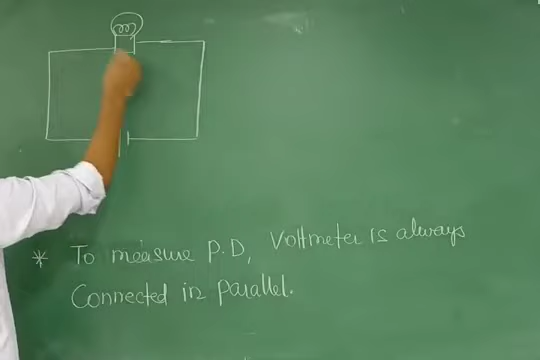 * To measure P.D, Voltmeter is always
Connected in parallel.